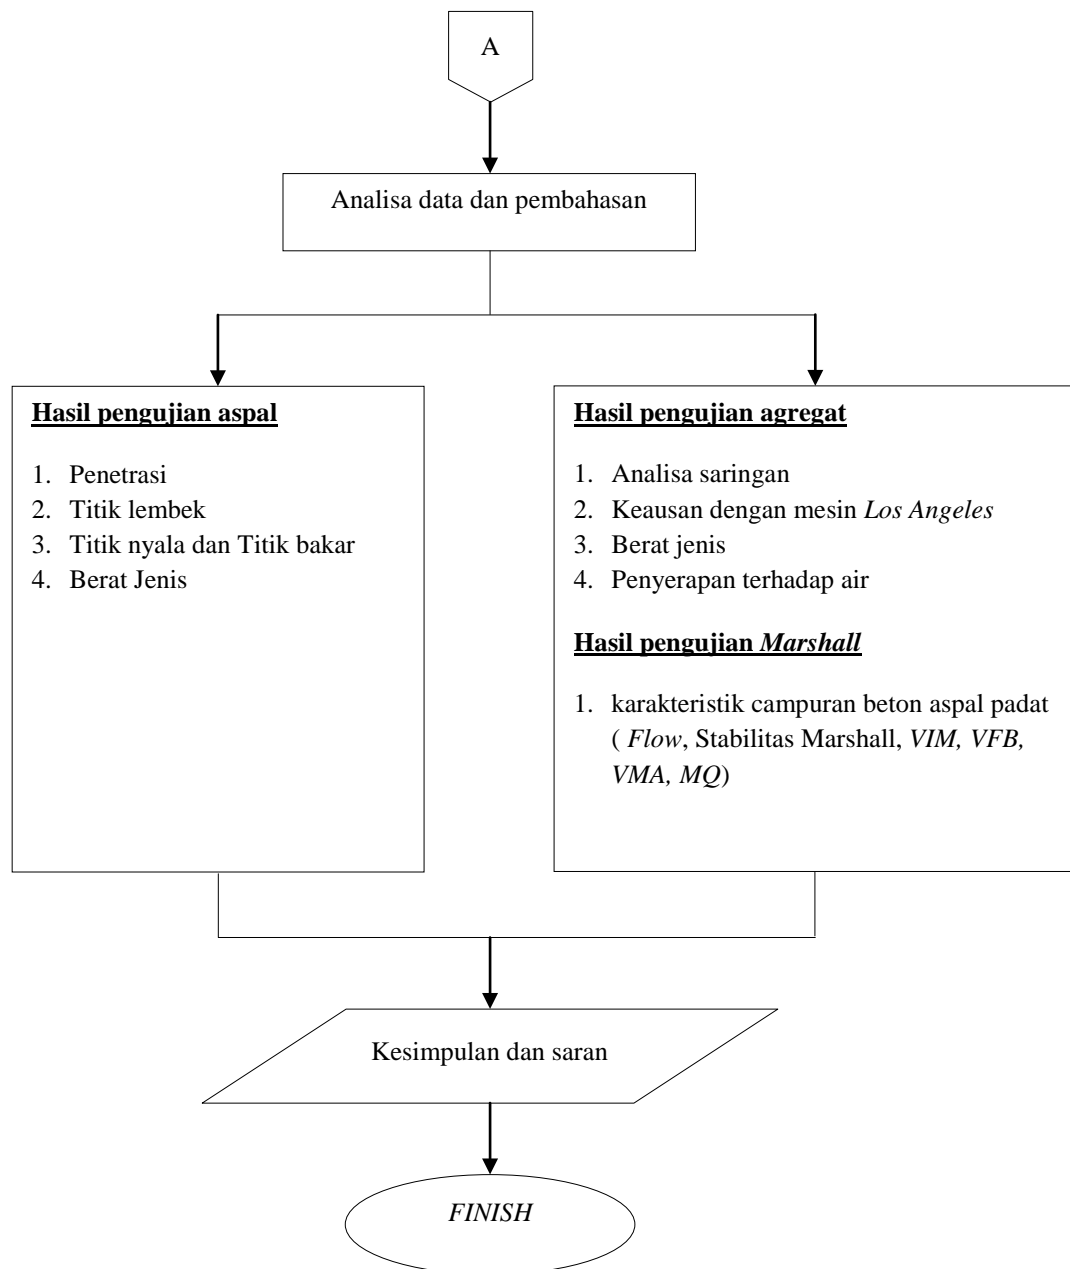 A
Analisa data dan pembahasan
Hasil pengujian aspal
1. Penetrasi
2. Titik lembek
3. Titik nyala dan Titik bakar
4. Berat Jenis
Hasil pengujian agregat
1. Analisa saringan
2. Keausan dengan mesin Los Angeles
3. Berat jenis
4. Penyerapan terhadap air
Hasil pengujian Marshall
1. karakteristik campuran beton aspal padat
( Flow, Stabilitas Marshall, VIM, VFB,
VMA, MQ)
Kesimpulan dan saran
FINISH